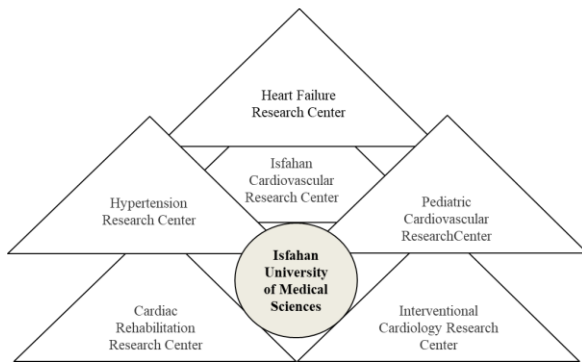 Heart Failure
Research Center
Isfahan
Cardiovascular
Research Center
Hypertension
Research Center
Pediatric
Cardiovascular
ResearchCenter
Isfahan
University
of Medical
Sciences
Cardiac
Rehabilitation
Research Center
Interventional
Cardiology Research
Center